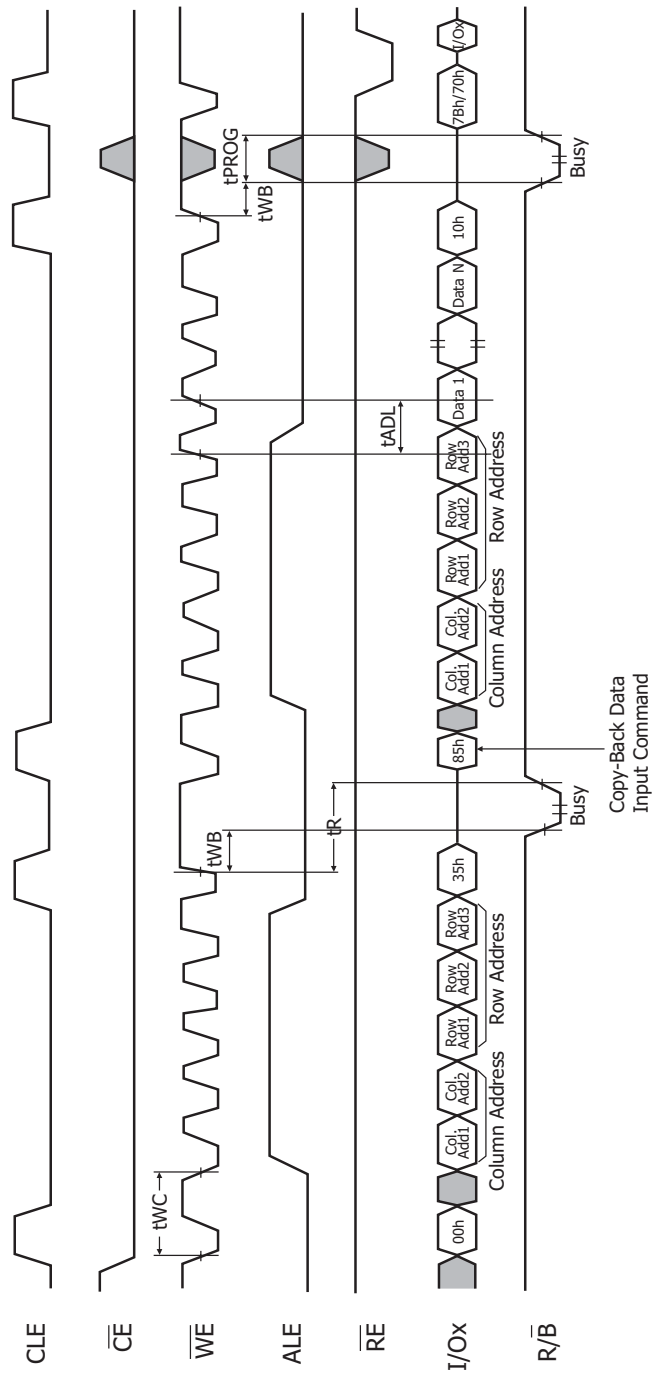 CLE
CE
WE
tWC
tWB
tWB
tPROG
ALE
tR
tADL
RE
I/Ox
00h
Col. Add1
Col. Add2
Row Add1
Row Add2
Row Add3
35h
85h
Col. Add1
Col. Add2
Row Add1
Row Add2
Row Add3
Data 1
Data N
10h
7Bh/70h
I/Ox
Column Address
Row Address
Column Address
Row Address
R/B
Busy
Busy
Copy-Back Data
Input Command